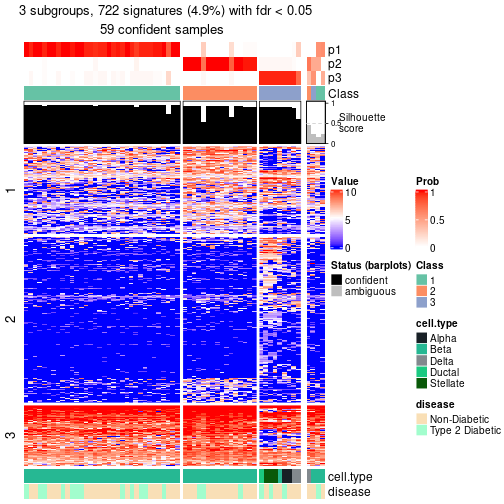 3 subgroups, 722 signatures (4.9%) with fdr < 0.05
59 confident samples
p1
p2
p3
Class
1
0.5
0
Silhouette
score
1
2
3
Value
10
5
0
Prob
1
0.5
0
Status (barplots)
confident
ambiguous
Class
1
2
3
cell.type
Alpha
Beta
Delta
Ductal
Stellate
disease
Non-Diabetic
Type 2 Diabetic
cell.type
disease